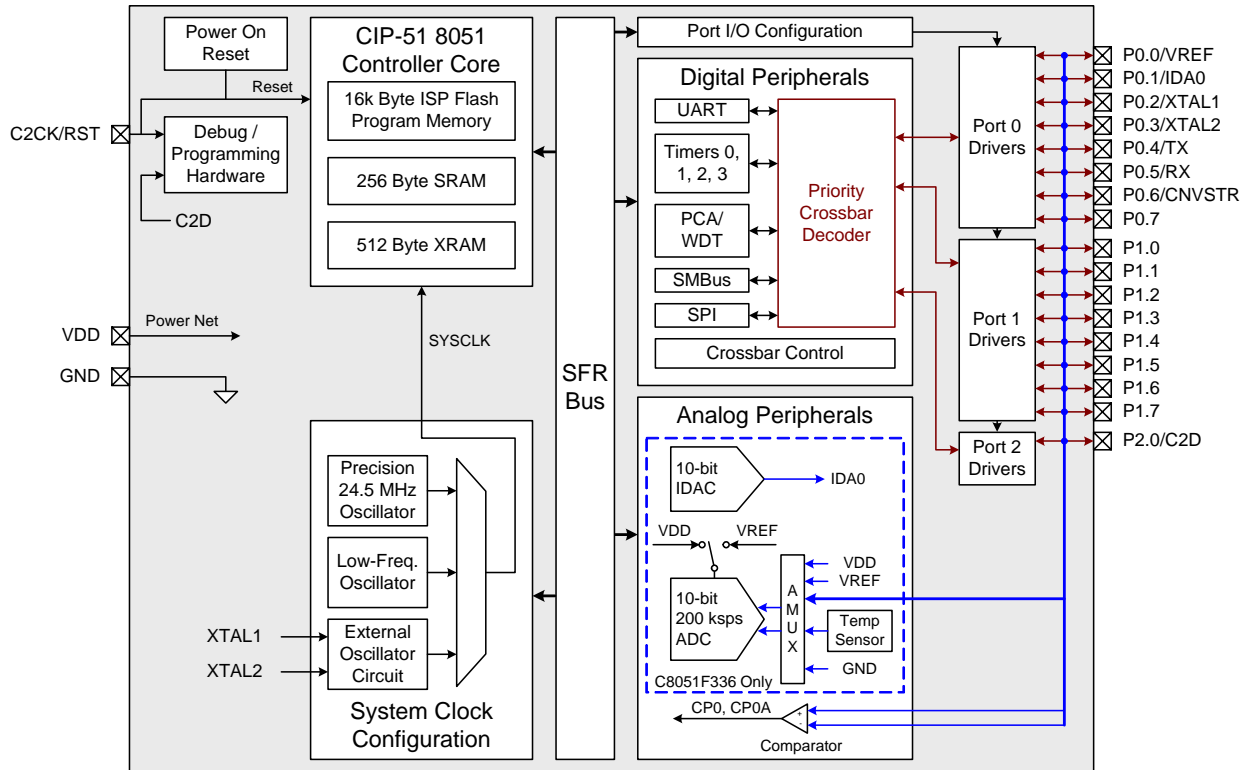 Power On
Reset
Reset
C2CK/RST
Debug /
Programming
Hardware
C2D
VDD
Power Net
GND
CIP-51 8051
Controller Core
16k Byte ISP Flash
Program Memory
256 Byte SRAM
512 Byte XRAM
SYSCLK
Precision
24.5 MHz
Oscillator
Low-Freq.
Oscillator
External
Oscillator
Circuit
XTAL1
XTAL2
System Clock
Configuration
SFR
Bus
Port I/O Configuration
Digital Peripherals
UART
Timers 0,
1, 2, 3
PCA/
WDT
SMBus
SPI
Priority
Crossbar
Decoder
Crossbar Control
Analog Peripherals
10-bit
IDAC
IDA0
VDD
VREF
10-bit
200 ksps
ADC
AMUX
VDD
VREF
Temp
Sensor
GND
C8051F336 Only
CP0, CP0A
+
-
Comparator
Port 0
Drivers
Port 1
Drivers
Port 2
Drivers
P0.0/VREF
P0.1/IDA0
P0.2/XTAL1
P0.3/XTAL2
P0.4/TX
P0.5/RX
P0.6/CNVSTR
P0.7
P1.0
P1.1
P1.2
P1.3
P1.4
P1.5
P1.6
P1.7
P2.0/C2D